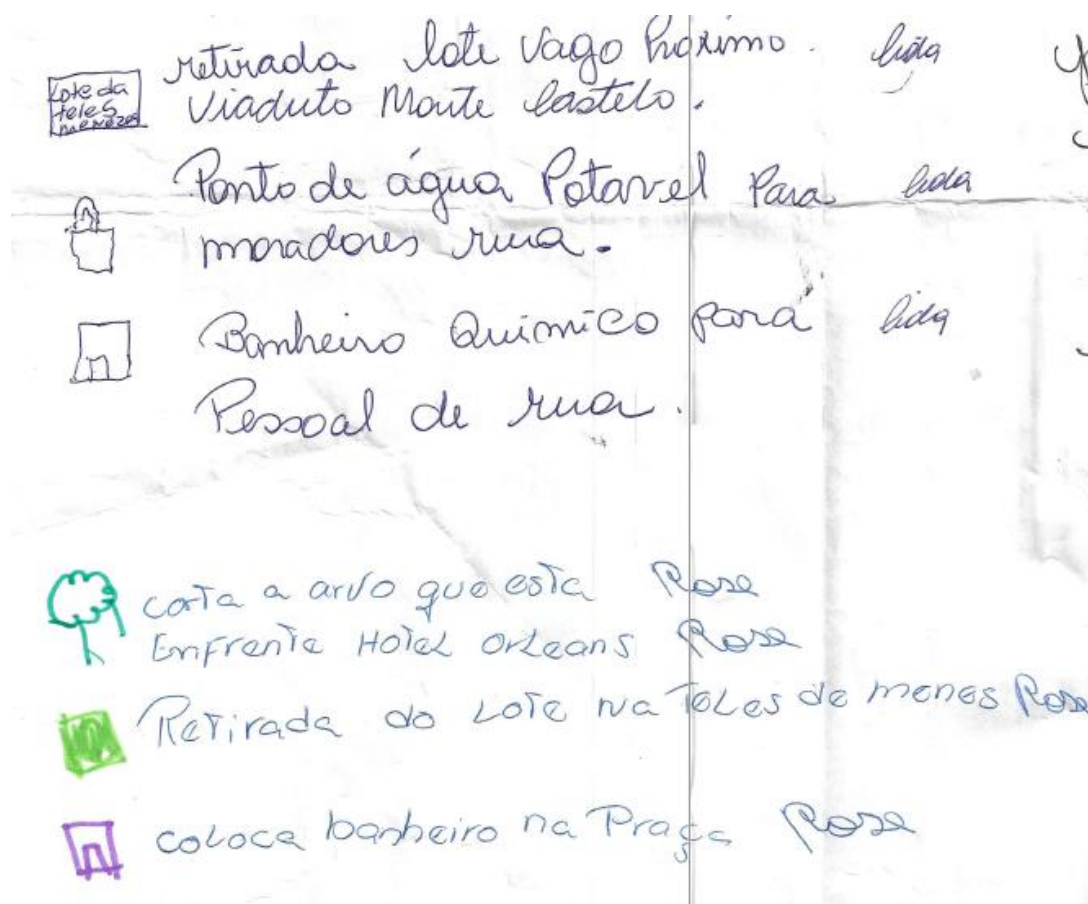 retirada lote vago Proximo. lida
Lote da
teles
menezes
Viaduto Monte Castelo.
Ponto de água Potavel Para lida
moradores rua.
Banheiro Quimico para lida
Pessoal de rua.
corta a arvo que esta Rose
Enfrente Hotel Orleans Rose
Retirada do Lote na Teles de menes Rose
coloca banheiro na Praça Rose